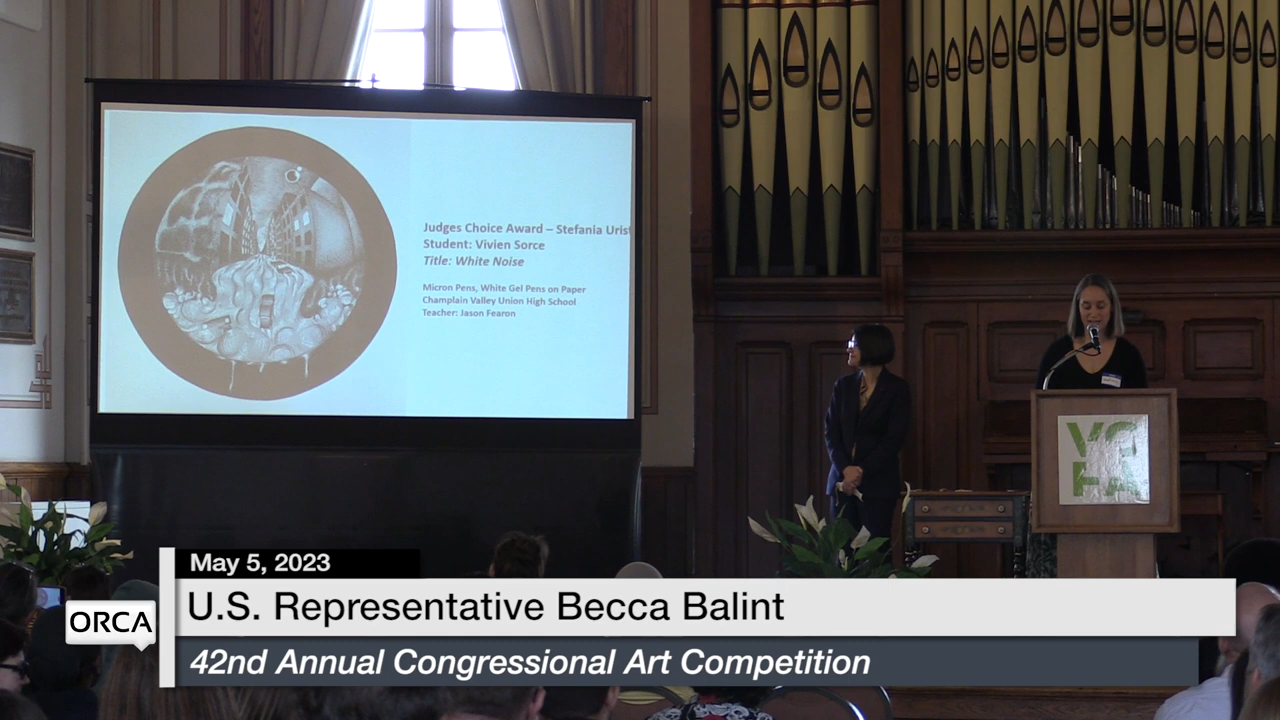 Judges Choice Award – Stefania Urist
Student: Vivien Sorce
Title: White Noise
Micron Pens, White Gel Pens on Paper
Champlain Valley Union High School
Teacher: Jason Fearon
VC
FA
May 5, 2023
ORCA
U.S. Representative Becca Balint
42nd Annual Congressional Art Competition